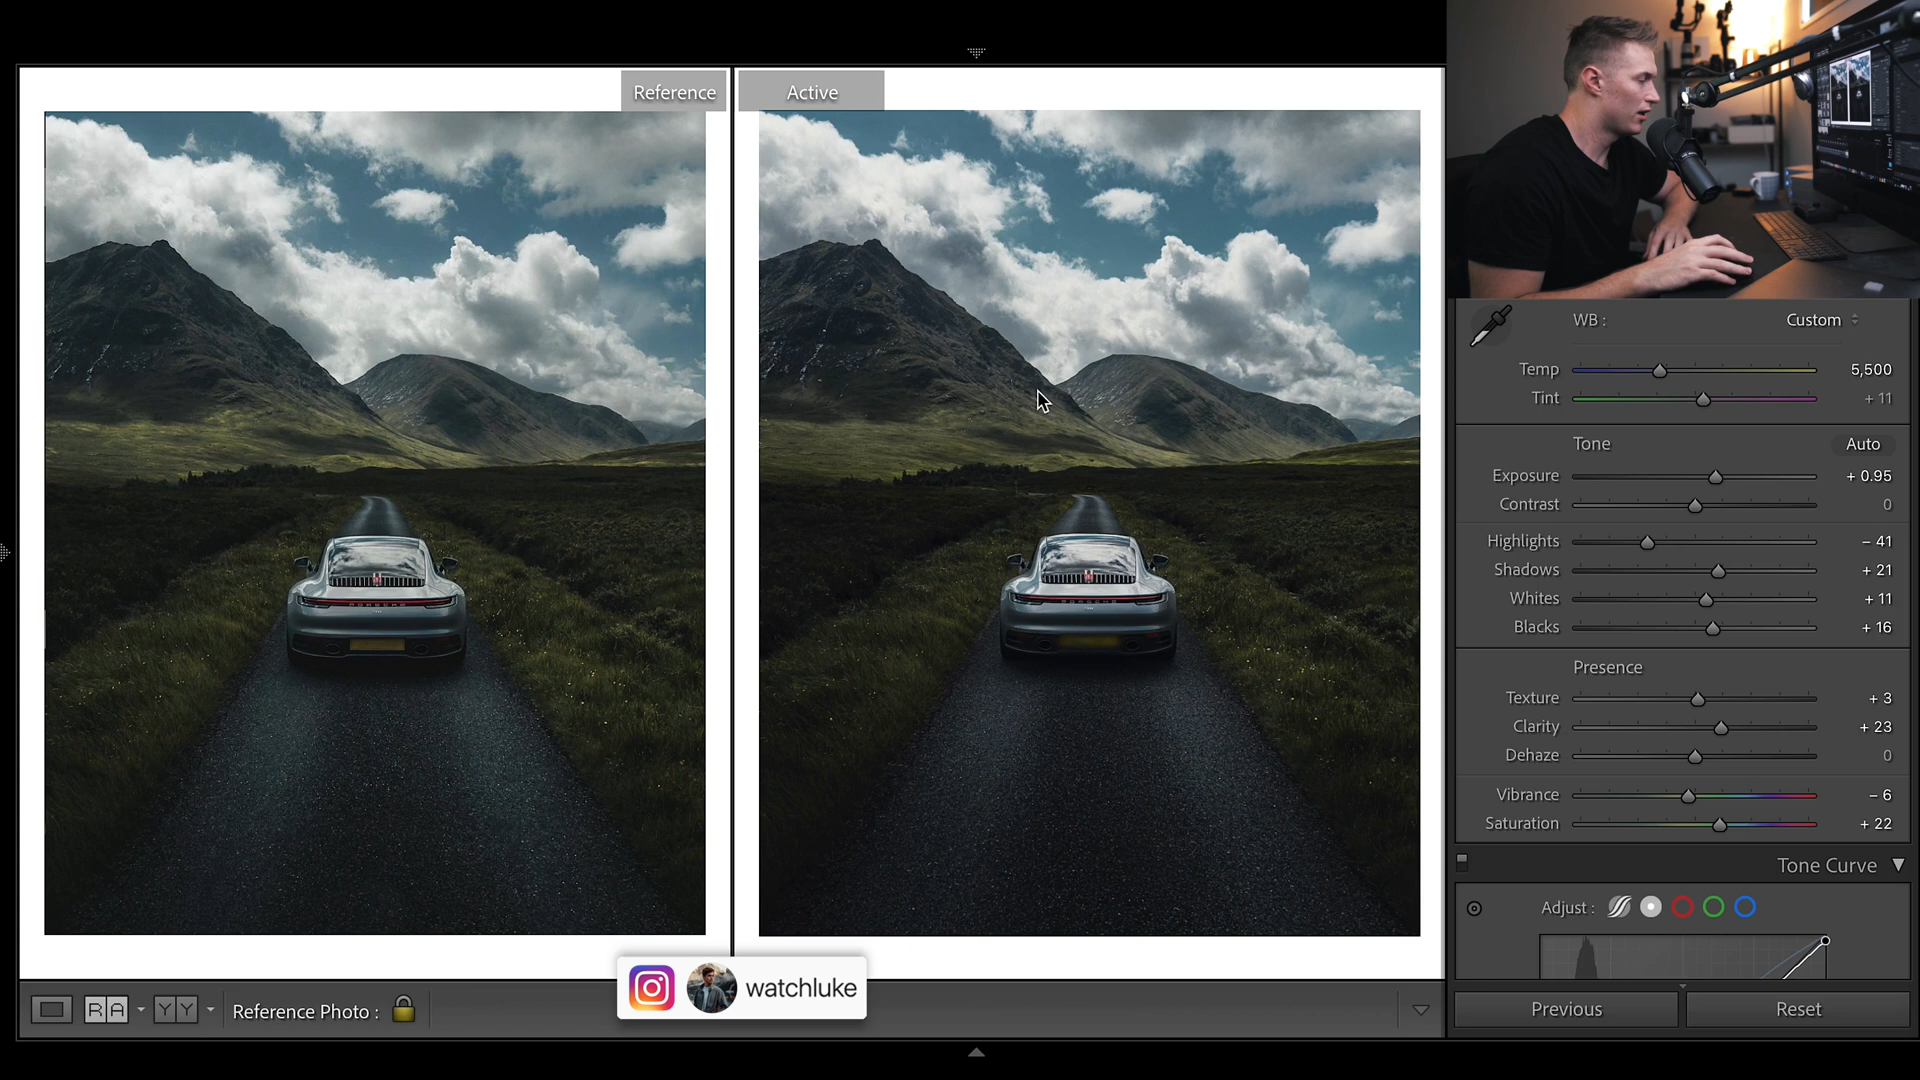 Reference
Active
PORSCHE
PORSCHE
WB :
Custom
Temp
5,500
Tint
+ 11
Tone
Auto
Exposure
+ 0.95
Contrast
0
Highlights
– 41
Shadows
+ 21
Whites
+ 11
Blacks
+ 16
Presence
Texture
+ 3
Clarity
+ 23
Dehaze
0
Vibrance
– 6
Saturation
+ 22
Tone Curve
Adjust :
R A
Y Y
Reference Photo :
watchluke
Previous
Reset